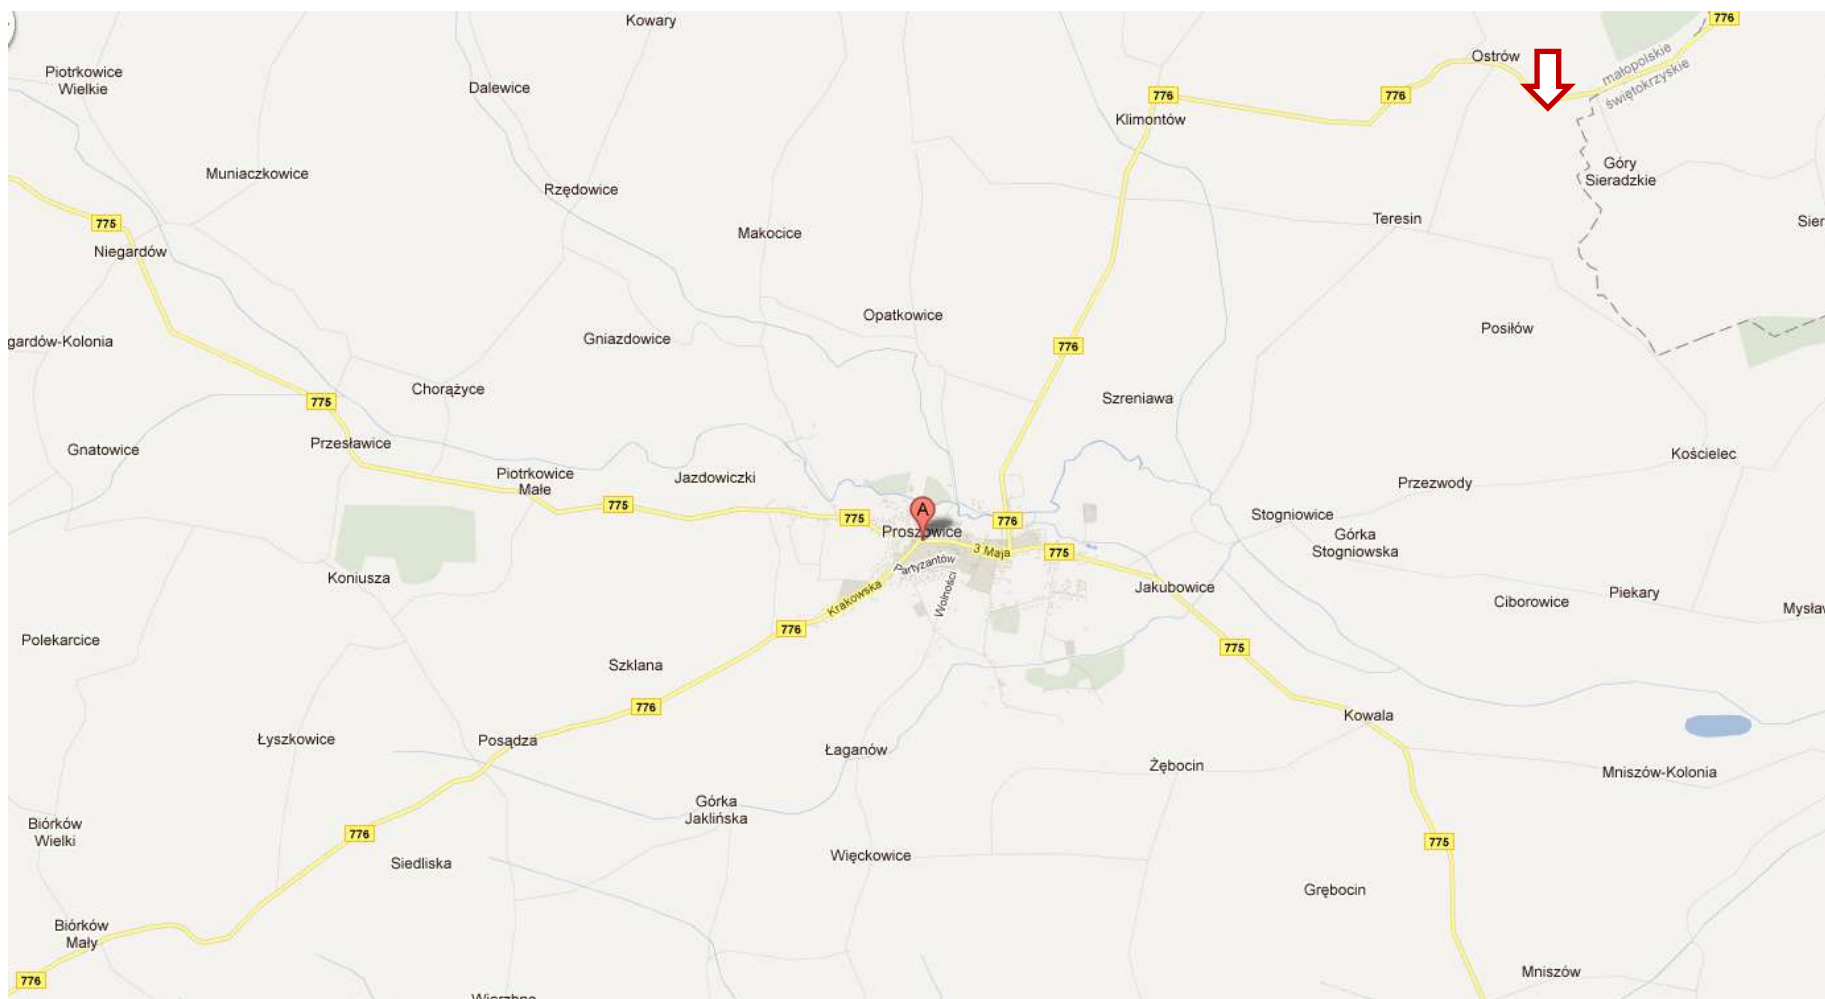 Kowary
776
Ostrów
małopolskie
świętokrzyskie
Piotrkowice
Wielkie
Dalewice
776
776
Klimontów
Góry
Sieradzkie
Muniaczkowice
Rzędowice
Teresin
Sier
775
Makocice
Niegardów
Opatkowice
Posiłów
gardów-Kolonia
Gniazdowice
776
Chorążyce
775
Szreniawa
Przesławice
Gnatowice
Kościelec
Piotrkowice
Małe
Jazdowiczki
Przezwody
775
775
A
776
Stogniowice
Proszowice
3 Maja
775
Górka
Stogniowska
Partyzantów
Koniusza
Krakowska
Wolności
Jakubowice
Piekary
Ciborowice
Mysław
776
Polekarcice
775
Szklana
776
Kowala
Łyszkowice
Posądza
Łaganów
Żębocin
Mniszów-Kolonia
Górka
Jaklińska
Biórków
Wielki
776
775
Siedliska
Więckowice
Grębocin
Biórków
Mały
776
Mniszów
Wierzbno